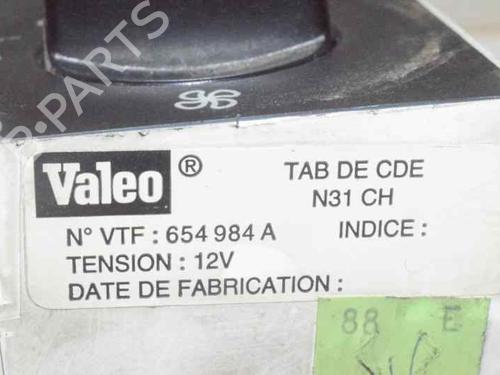 B-PARTS
Valeo ® TAB DE CDE
N31 CH
N° VTF : 654 984 A INDICE :
TENSION : 12V
DATE DE FABRICATION :
88 E